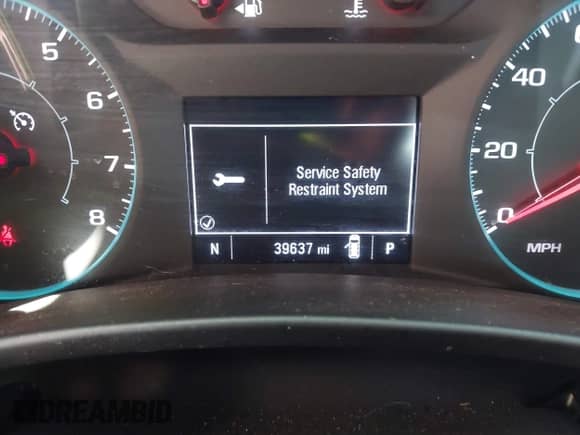 5
6
7
8
Service Safety
Restraint System
N 39637 mi P
40
20
0
MPH
DREAMBID